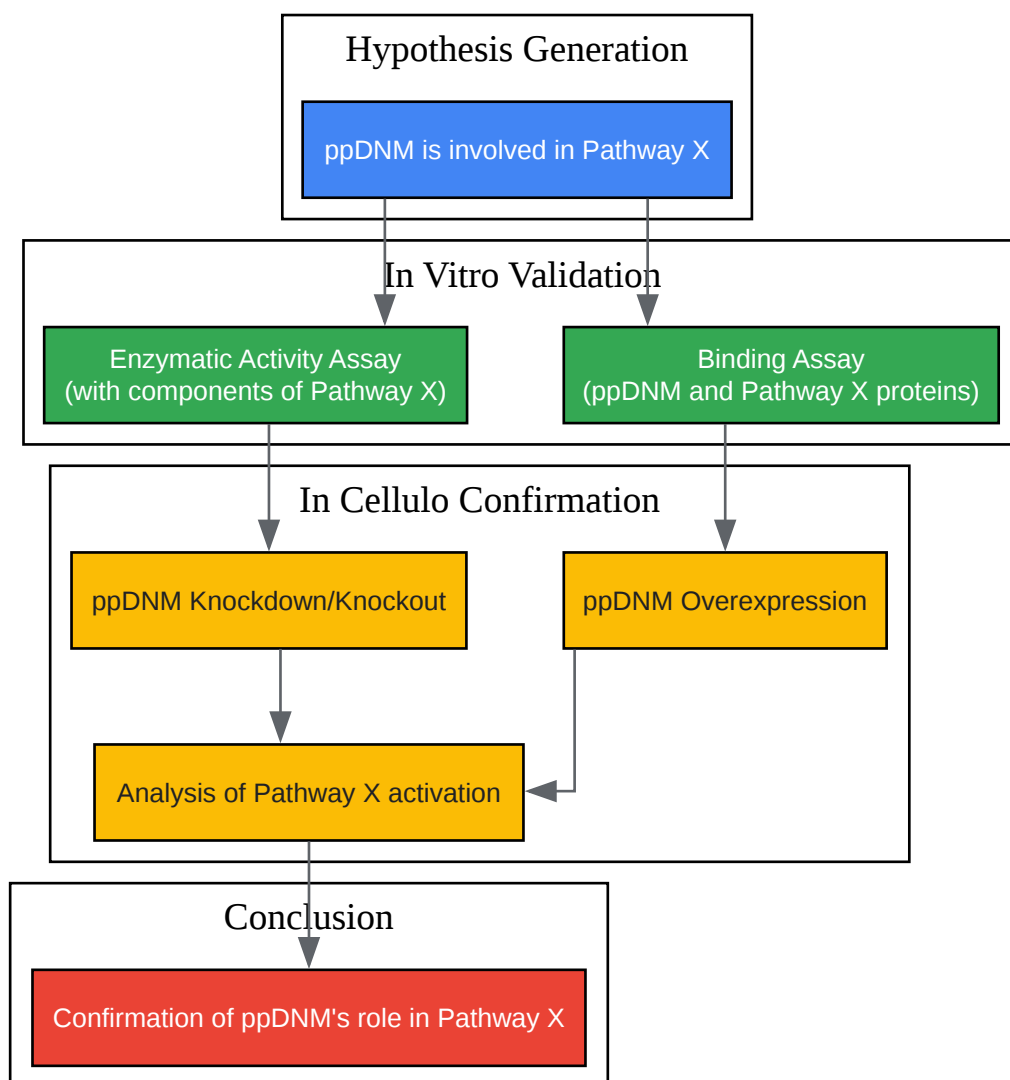 Hypothesis Generation
ppDNM is involved in Pathway X
In Vitro Validation
Enzymatic Activity Assay
(with components of Pathway X)
Binding Assay
(ppDNM and Pathway X proteins)
In Cellulo Confirmation
ppDNM Knockdown/Knockout
ppDNM Overexpression
Analysis of Pathway X activation
Conclusion
Confirmation of ppDNM's role in Pathway X